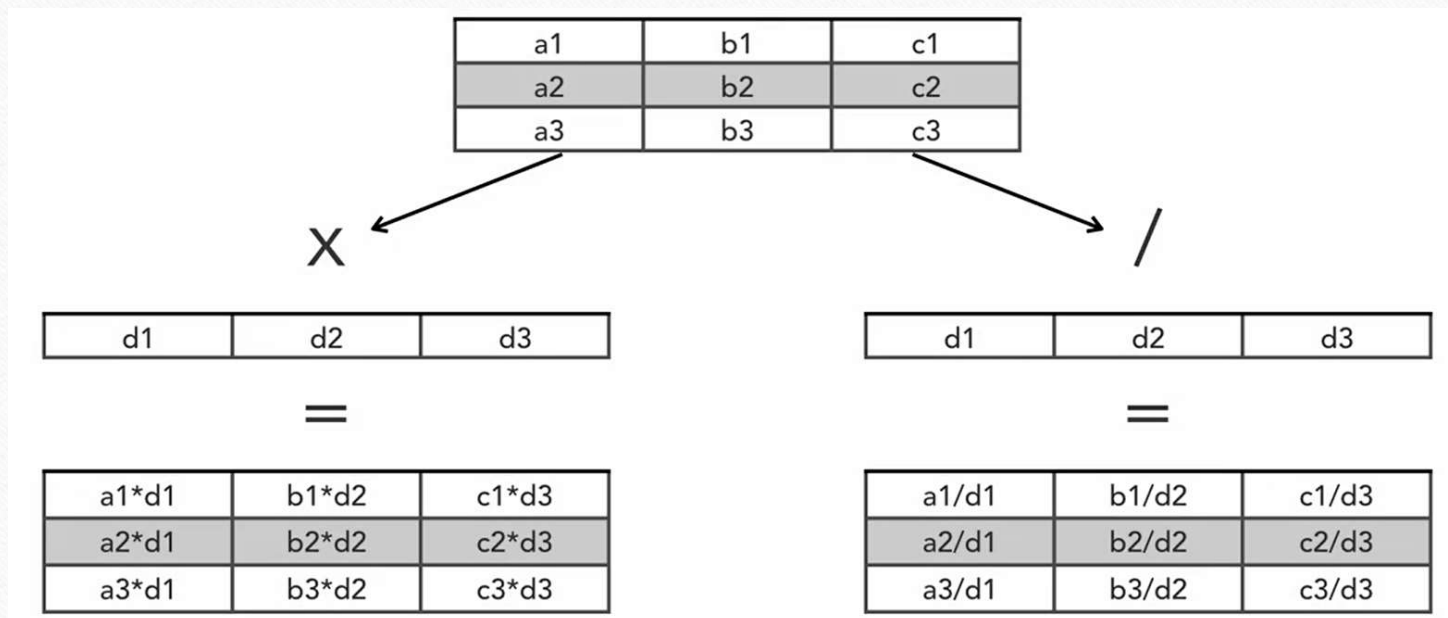 a1 b1 c1
a2 b2 c2
a3 b3 c3
x /
d1 d2 d3
d1 d2 d3
= =
a1*d1 b1*d2 c1*d3
a2*d1 b2*d2 c2*d3
a3*d1 b3*d2 c3*d3
a1/d1 b1/d2 c1/d3
a2/d1 b2/d2 c2/d3
a3/d1 b3/d2 c3/d3